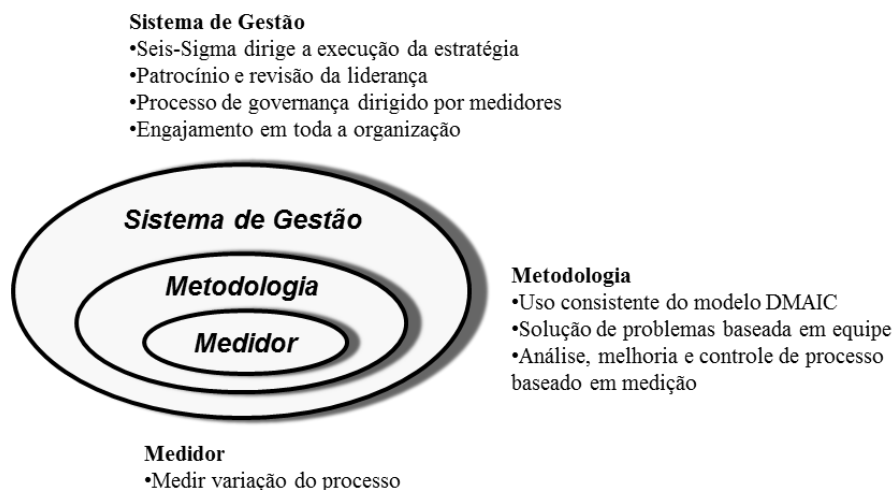 Sistema de Gestão
•Seis-Sigma dirige a execução da estratégia
•Patrocínio e revisão da liderança
•Processo de governança dirigido por medidores
•Engajamento em toda a organização
Sistema de Gestão
Metodologia
Medidor
Metodologia
•Uso consistente do modelo DMAIC
•Solução de problemas baseada em equipe
•Análise, melhoria e controle de processo
baseado em medição
Medidor
•Medir variação do processo